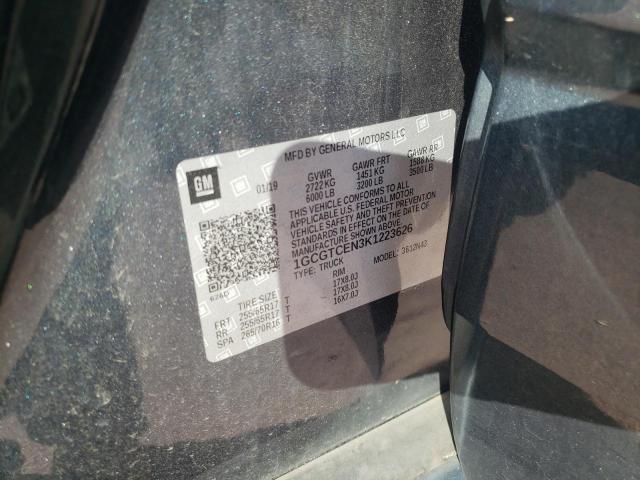 MFD BY GENERAL MOTORS LLC
GM
01/19
GVWR GAWR FRT GAWR RR
2722 KG 1451 KG 1588 KG
6000 LB 3200 LB 3500 LB
THIS VEHICLE CONFORMS TO ALL
APPLICABLE U.S. FEDERAL MOTOR
VEHICLE SAFETY AND THEFT PREVENTION
STANDARDS IN EFFECT ON THE DATE OF
MANUFACTURE SHOWN ABOVE.
1GCGTCEN3K1223626
TYPE: TRUCK MODEL: 3612N43
TIRE SIZE RIM
FRT 255/65R17 T 17X8.0J
RR 255/65R17 T 17X8.0J
SPA 265/70R16 T 16X7.0J